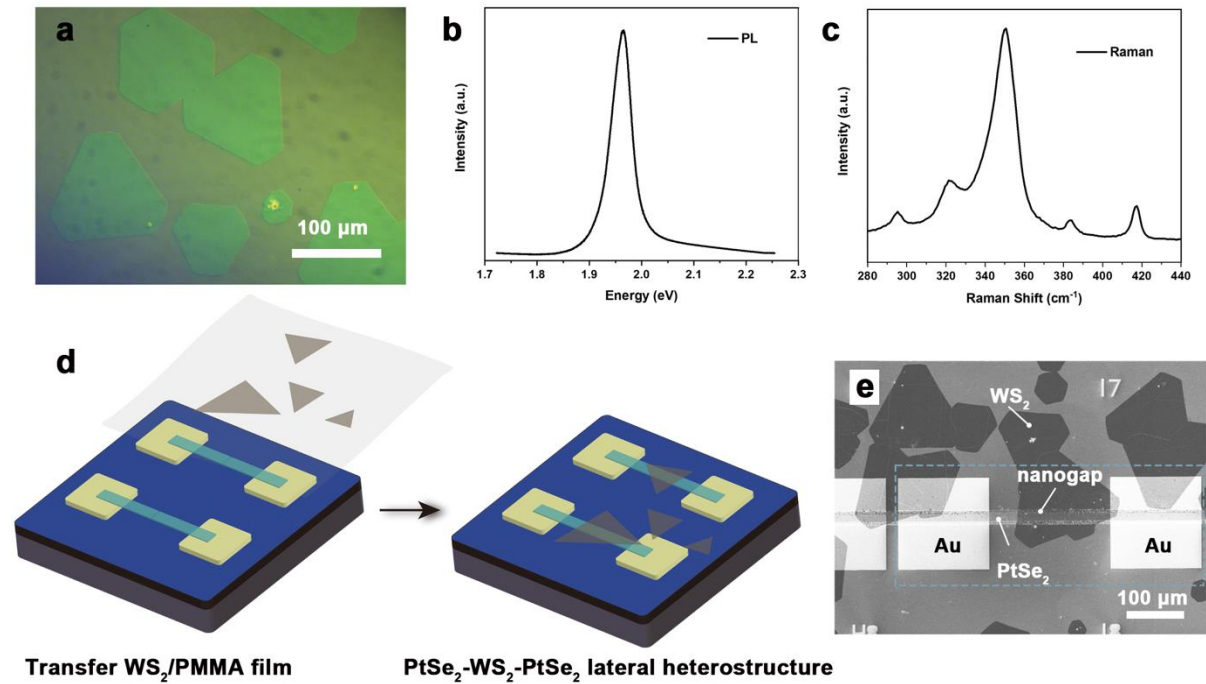 a
100 µm
b
PL
Intensity (a.u.)
1.7 1.8 1.9 2.0 2.1 2.2 2.3
Energy (eV)
c
Raman
Intensity (a.u.)
280 300 320 340 360 380 400 420 440
Raman Shift (cm⁻¹)
d
Transfer WS₂/PMMA film
PtSe₂-WS₂-PtSe₂ lateral heterostructure
e
WS₂
I7
nanogap
Au
Au
PtSe₂
100 µm